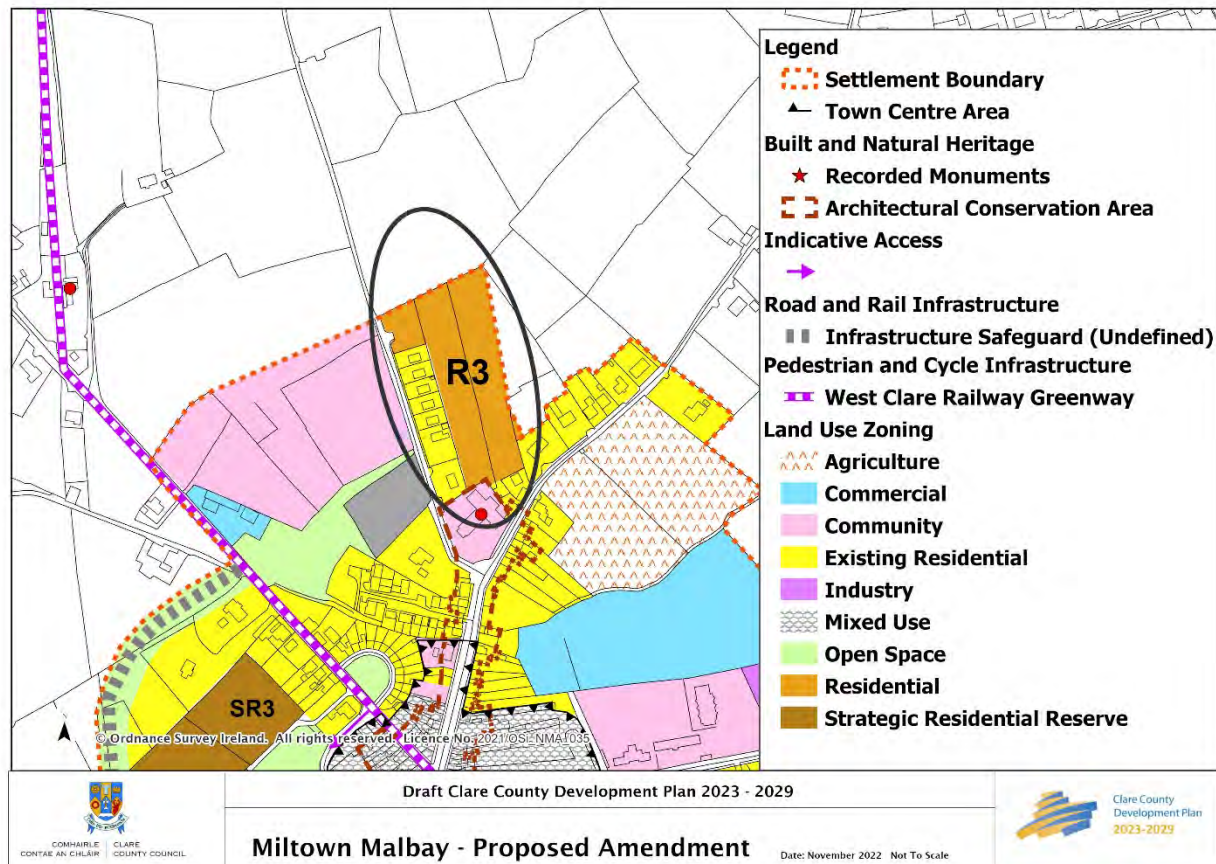 Legend
Settlement Boundary
Town Centre Area
Built and Natural Heritage
Recorded Monuments
Architectural Conservation Area
Indicative Access
Road and Rail Infrastructure
Infrastructure Safeguard (Undefined)
Pedestrian and Cycle Infrastructure
West Clare Railway Greenway
Land Use Zoning
Agriculture
Commercial
Community
Existing Residential
Industry
Mixed Use
Open Space
Residential
Strategic Residential Reserve
R3
SR3
© Ordnance Survey Ireland. All rights reserved. Licence No. 2021/OSi_NMA_035
COMHAIRLE CONTAE AN CHLÁIR
CLARE COUNTY COUNCIL
Draft Clare County Development Plan 2023 - 2029
Miltown Malbay - Proposed Amendment
Date: November 2022 Not To Scale
Clare County
Development Plan
2023-2029